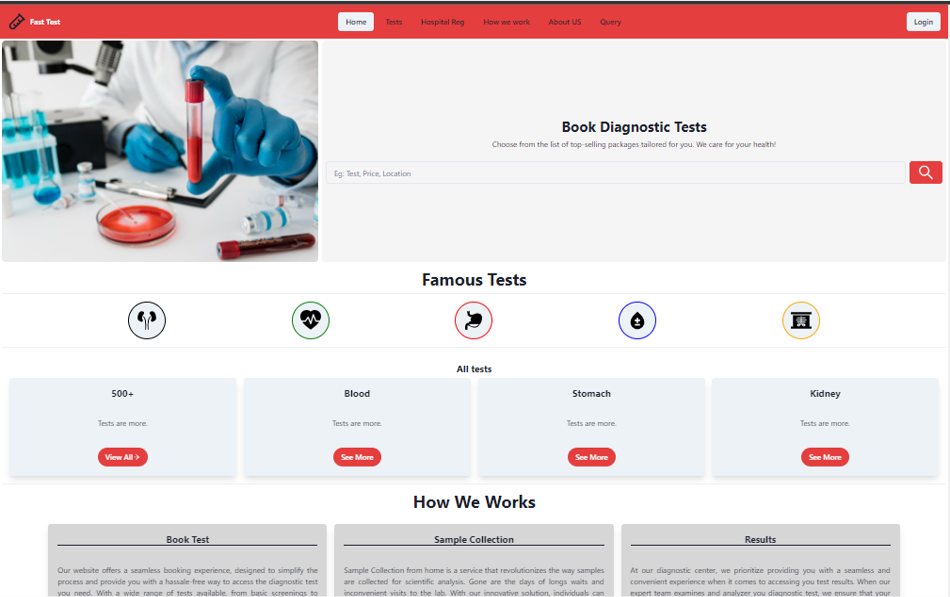 Fast Test
Home Tests Hospital Reg How we work About US Query Login
Book Diagnostic Tests
Choose from the list of top-selling packages tailored for you. We care for your health!
Eg: Test, Price, Location
Famous Tests
All tests
500+
Tests are more.
View All
Blood
Tests are more.
See More
Stomach
Tests are more.
See More
Kidney
Tests are more.
See More
How We Works
Book Test
Our website offers a seamless booking experience, designed to simplify the
process and provide you with a hassale-free way to access the diagnostic test
you need. With a wide range of tests available, from basic screenings to
Sample Collection
Sample Collection from home is a service that revolutionizes the way samples
are collected for scientific analysis. Gone are the days of longs waits and
inconvenient visits to the lab. With our innovative solution, individuals can
Results
At our diagnostic center, we prioritize providing you with a seamless and
convenient experience when it comes to accessing you test results. When our
expert team examines and analyzer you diagnostic test, we ensure that your